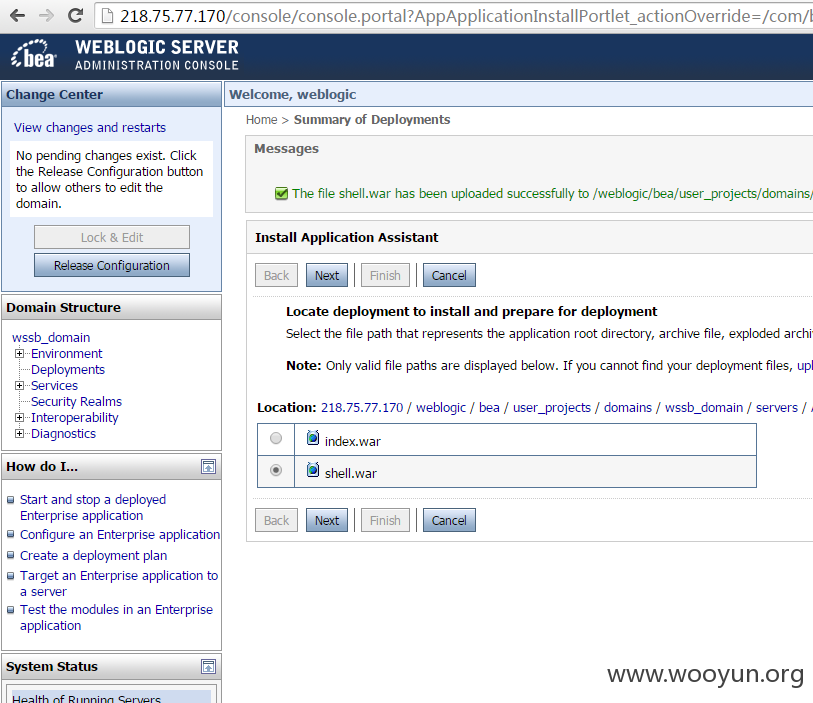 218.75.77.170/console/console.portal?AppApplicationInstallPortlet_actionOverride=/com/b
bea WEBLOGIC SERVER
ADMINISTRATION CONSOLE
Change Center
View changes and restarts
No pending changes exist. Click
the Release Configuration button
to allow others to edit the
domain.
Lock & Edit
Release Configuration
Domain Structure
wssb_domain
Environment
Deployments
Services
Security Realms
Interoperability
Diagnostics
How do I...
Start and stop a deployed
Enterprise application
Configure an Enterprise application
Create a deployment plan
Target an Enterprise application to
a server
Test the modules in an Enterprise
application
System Status
Health of Running Servers
Welcome, weblogic
Home > Summary of Deployments
Messages
The file shell.war has been uploaded successfully to /weblogic/bea/user_projects/domains/
Install Application Assistant
Back Next Finish Cancel
Locate deployment to install and prepare for deployment
Select the file path that represents the application root directory, archive file, exploded archi
Note: Only valid file paths are displayed below. If you cannot find your deployment files, upl
Location: 218.75.77.170 / weblogic / bea / user_projects / domains / wssb_domain / servers /
index.war
shell.war
Back Next Finish Cancel
www.wooyun.org